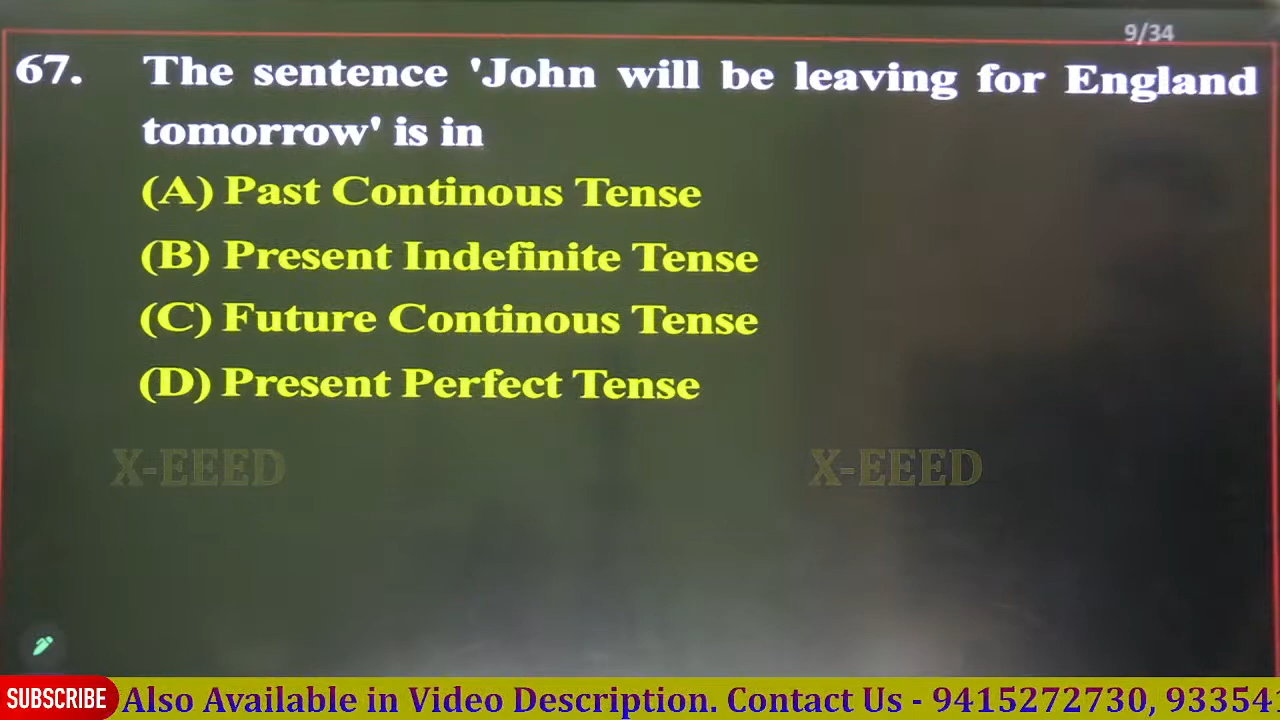 9/34
67. The sentence 'John will be leaving for England
tomorrow' is in
(A) Past Continous Tense
(B) Present Indefinite Tense
(C) Future Continous Tense
(D) Present Perfect Tense
X-EEED X-EEED
SUBSCRIBE Also Available in Video Description. Contact Us - 9415272730, 93354